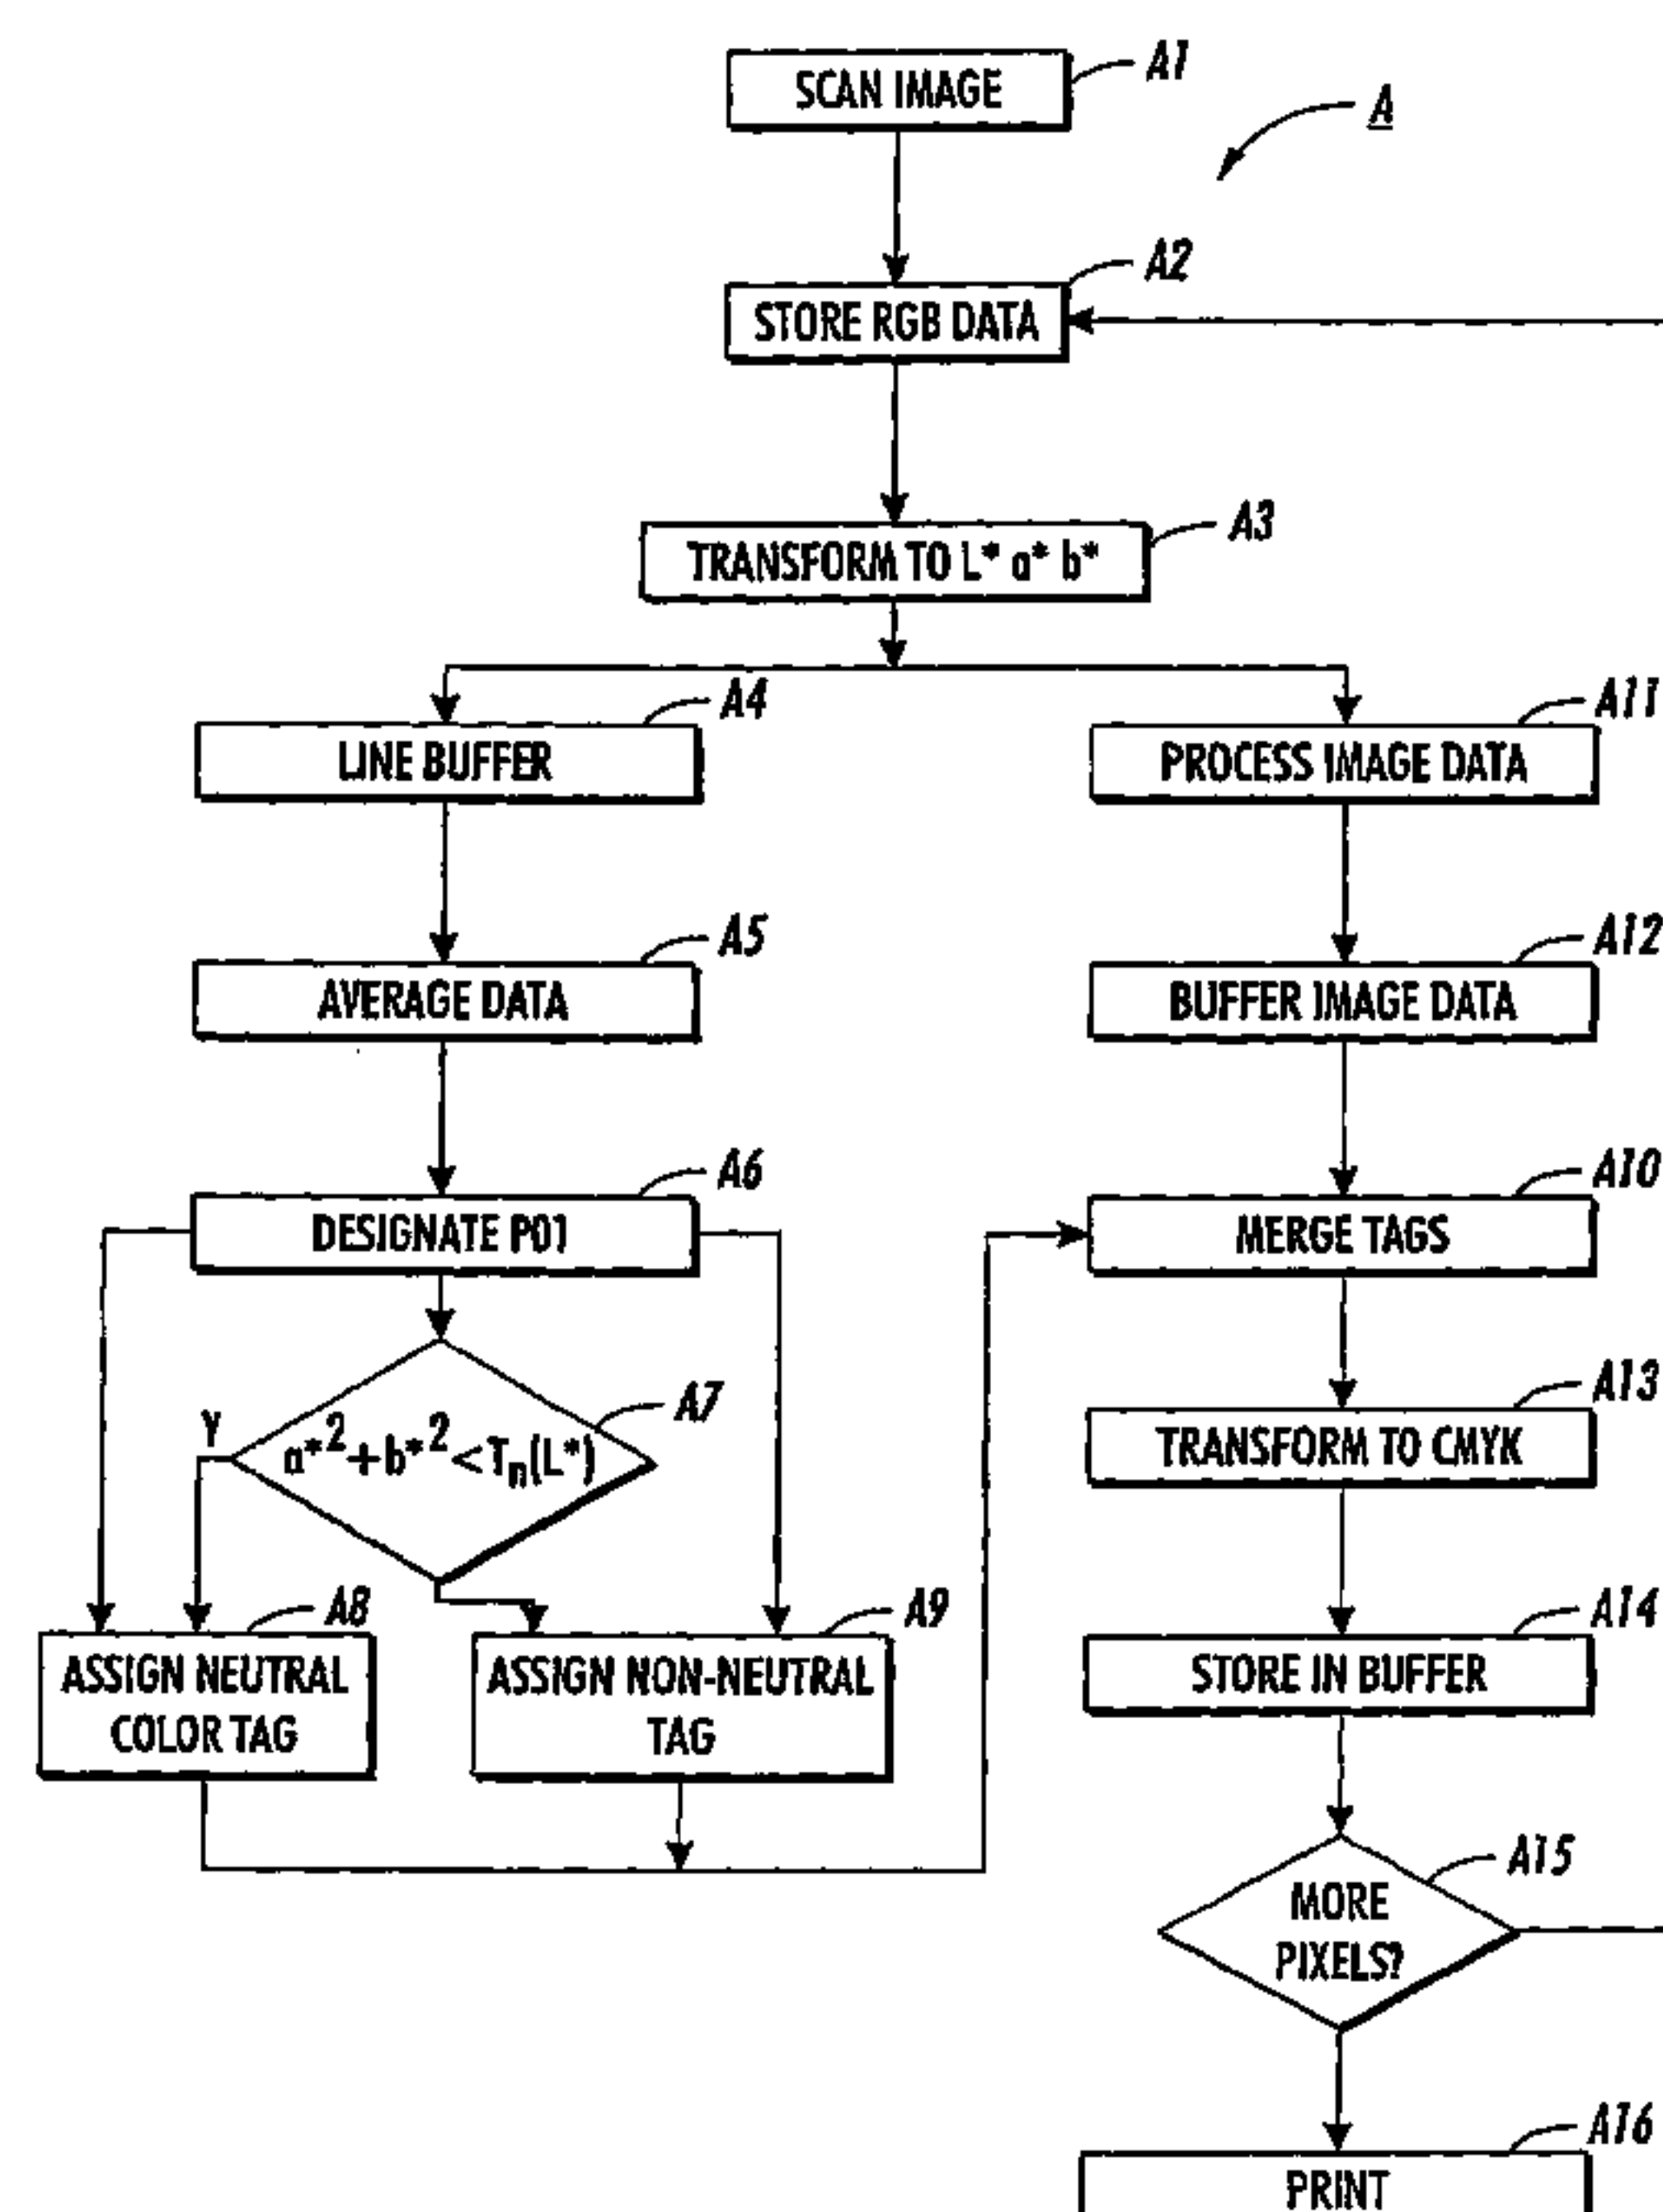 SCAN IMAGE
A1
A
STORE RGB DATA
A2
TRANSFORM TO L* a* b*
A3
LINE BUFFER
A4
PROCESS IMAGE DATA
A11
AVERAGE DATA
A5
BUFFER IMAGE DATA
A12
DESIGNATE P01
A6
MERGE TAGS
A10
Y
a*2+b*2<Tn(L*)
A7
TRANSFORM TO CMYK
A13
ASSIGN NEUTRAL
COLOR TAG
A8
ASSIGN NON-NEUTRAL
TAG
A9
STORE IN BUFFER
A14
MORE
PIXELS?
A15
PRINT
A16